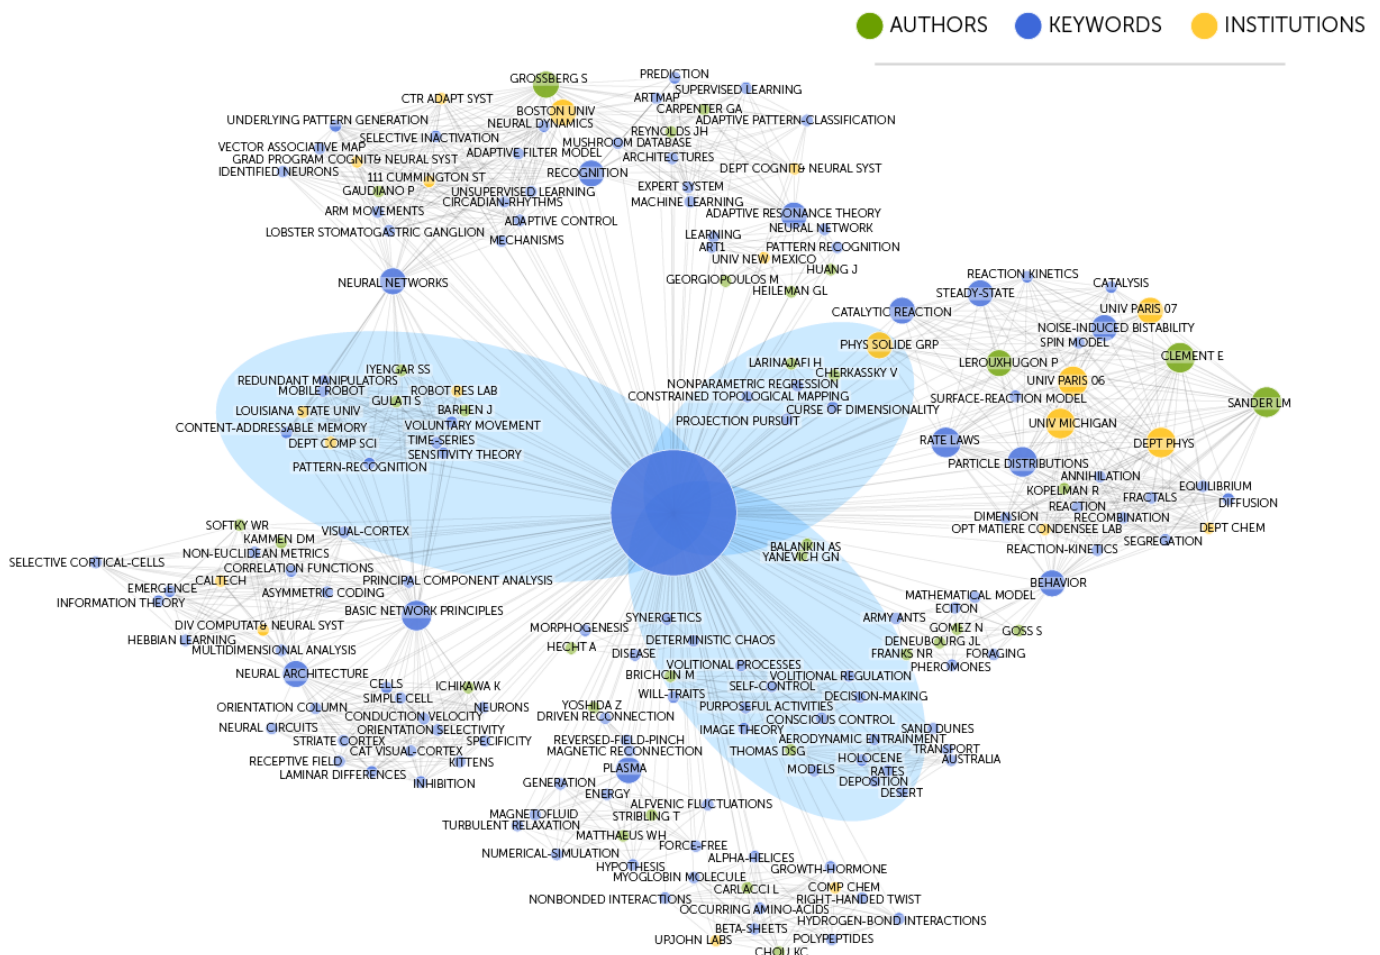 AUTHORS
KEYWORDS
INSTITUTIONS
GROSSBERG S
PREDICTION
SUPERVISED LEARNING
CTR ADAPT SYST
ARTMAP
BOSTON UNIV
CARPENTER GA
UNDERLYING PATTERN GENERATION
NEURAL DYNAMICS
ADAPTIVE PATTERN-CLASSIFICATION
REYNOLDS JH
SELECTIVE INACTIVATION
MUSHROOM DATABASE
VECTOR ASSOCIATIVE MAP
ADAPTIVE FILTER MODEL
ARCHITECTURES
GRAD PROGRAM COGNIT& NEURAL SYST
IDENTIFIED NEURONS
RECOGNITION
DEPT COGNIT& NEURAL SYST
111 CUMMINGTON ST
GAUDIANO P
UNSUPERVISED LEARNING
EXPERT SYSTEM
CIRCADIAN-RHYTHMS
MACHINE LEARNING
ARM MOVEMENTS
ADAPTIVE RESONANCE THEORY
ADAPTIVE CONTROL
NEURAL NETWORK
LOBSTER STOMATOGASTRIC GANGLION
MECHANISMS
LEARNING
ART1
PATTERN RECOGNITION
UNIV NEW MEXICO
HUANG J
NEURAL NETWORKS
GEORGIOPOULOS M
HEILEMAN GL
REACTION KINETICS
CATALYSIS
STEADY-STATE
CATALYTIC REACTION
UNIV PARIS 07
NOISE-INDUCED BISTABILITY
SPIN MODEL
PHYS SOLIDE GRP
LEROUXHUGON P
CLEMENT E
LARINAJAFI H
CHERKASSKY V
UNIV PARIS 06
NONPARAMETRIC REGRESSION
CONSTRAINED TOPOLOGICAL MAPPING
SURFACE-REACTION MODEL
SANDER LM
CURSE OF DIMENSIONALITY
PROJECTION PURSUIT
UNIV MICHIGAN
RATE LAWS
DEPT PHYS
PARTICLE DISTRIBUTIONS
ANNIHILATION
KOPELMAN R
EQUILIBRIUM
FRACTALS
DIFFUSION
REACTION
DIMENSION
RECOMBINATION
OPT MATIERE CONDENSEE LAB
DEPT CHEM
SEGREGATION
REACTION-KINETICS
IYENGAR SS
REDUNDANT MANIPULATORS
MOBILE ROBOT
ROBOT RES LAB
GULATI S
LOUISIANA STATE UNIV
BARHEN J
CONTENT-ADDRESSABLE MEMORY
VOLUNTARY MOVEMENT
DEPT COMP SCI
TIME-SERIES
SENSITIVITY THEORY
PATTERN-RECOGNITION
SOFTKY WR
VISUAL-CORTEX
KAMMEN DM
NON-EUCLIDEAN METRICS
SELECTIVE CORTICAL-CELLS
CORRELATION FUNCTIONS
CALTECH
PRINCIPAL COMPONENT ANALYSIS
EMERGENCE
ASYMMETRIC CODING
INFORMATION THEORY
BASIC NETWORK PRINCIPLES
DIV COMPUTAT& NEURAL SYST
HEBBIAN LEARNING
MULTIDIMENSIONAL ANALYSIS
NEURAL ARCHITECTURE
CELLS
ICHIKAWA K
SIMPLE CELL
ORIENTATION COLUMN
NEURONS
CONDUCTION VELOCITY
NEURAL CIRCUITS
ORIENTATION SELECTIVITY
STRIATE CORTEX
SPECIFICITY
CAT VISUAL-CORTEX
RECEPTIVE FIELD
KITTENS
LAMINAR DIFFERENCES
INHIBITION
BALANKIN AS
YANEVICH GN
BEHAVIOR
MATHEMATICAL MODEL
ECITON
ARMY ANTS
GOMEZ N
GOSS S
DENEUBOURG JL
FRANKS NR
FORAGING
PHEROMONES
SYNERGETICS
MORPHOGENESIS
DETERMINISTIC CHAOS
HECHT A
DISEASE
VOLITIONAL PROCESSES
BRICHCIN M
VOLITIONAL REGULATION
SELF-CONTROL
WILL-TRAITS
DECISION-MAKING
YOSHIDA Z
PURPOSEFUL ACTIVITIES
DRIVEN RECONNECTION
CONSCIOUS CONTROL
IMAGE THEORY
SAND DUNES
REVERSED-FIELD-PINCH
AERODYNAMIC ENTRAINMENT
MAGNETIC RECONNECTION
THOMAS DSG
TRANSPORT
HOLOCENE
AUSTRALIA
PLASMA
MODELS
RATES
GENERATION
DEPOSITION
ENERGY
DESERT
ALFVENIC FLUCTUATIONS
MAGNETOFLUID
STRIBLING T
TURBULENT RELAXATION
MATTHAEUS WH
FORCE-FREE
NUMERICAL-SIMULATION
ALPHA-HELICES
HYPOTHESIS
GROWTH-HORMONE
MYOGLOBIN MOLECULE
CARLACCI L
COMP CHEM
NONBONDED INTERACTIONS
RIGHT-HANDED TWIST
OCCURRING AMINO-ACIDS
HYDROGEN-BOND INTERACTIONS
BETA-SHEETS
UPJOHN LABS
POLYPEPTIDES
CHOU KC